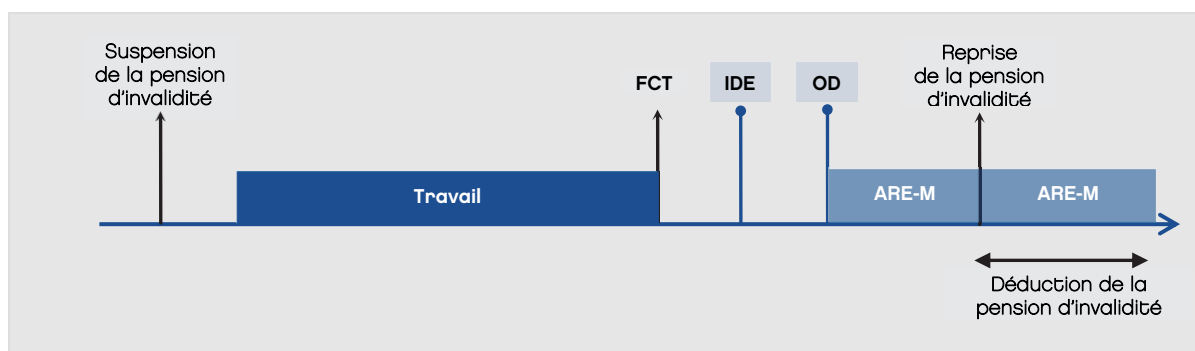 Suspension
de la pension
d'invalidité
FCT
IDE
OD
Reprise
de la pension
d'invalidité
Travail
ARE-M
ARE-M
Déduction de la
pension d'invalidité